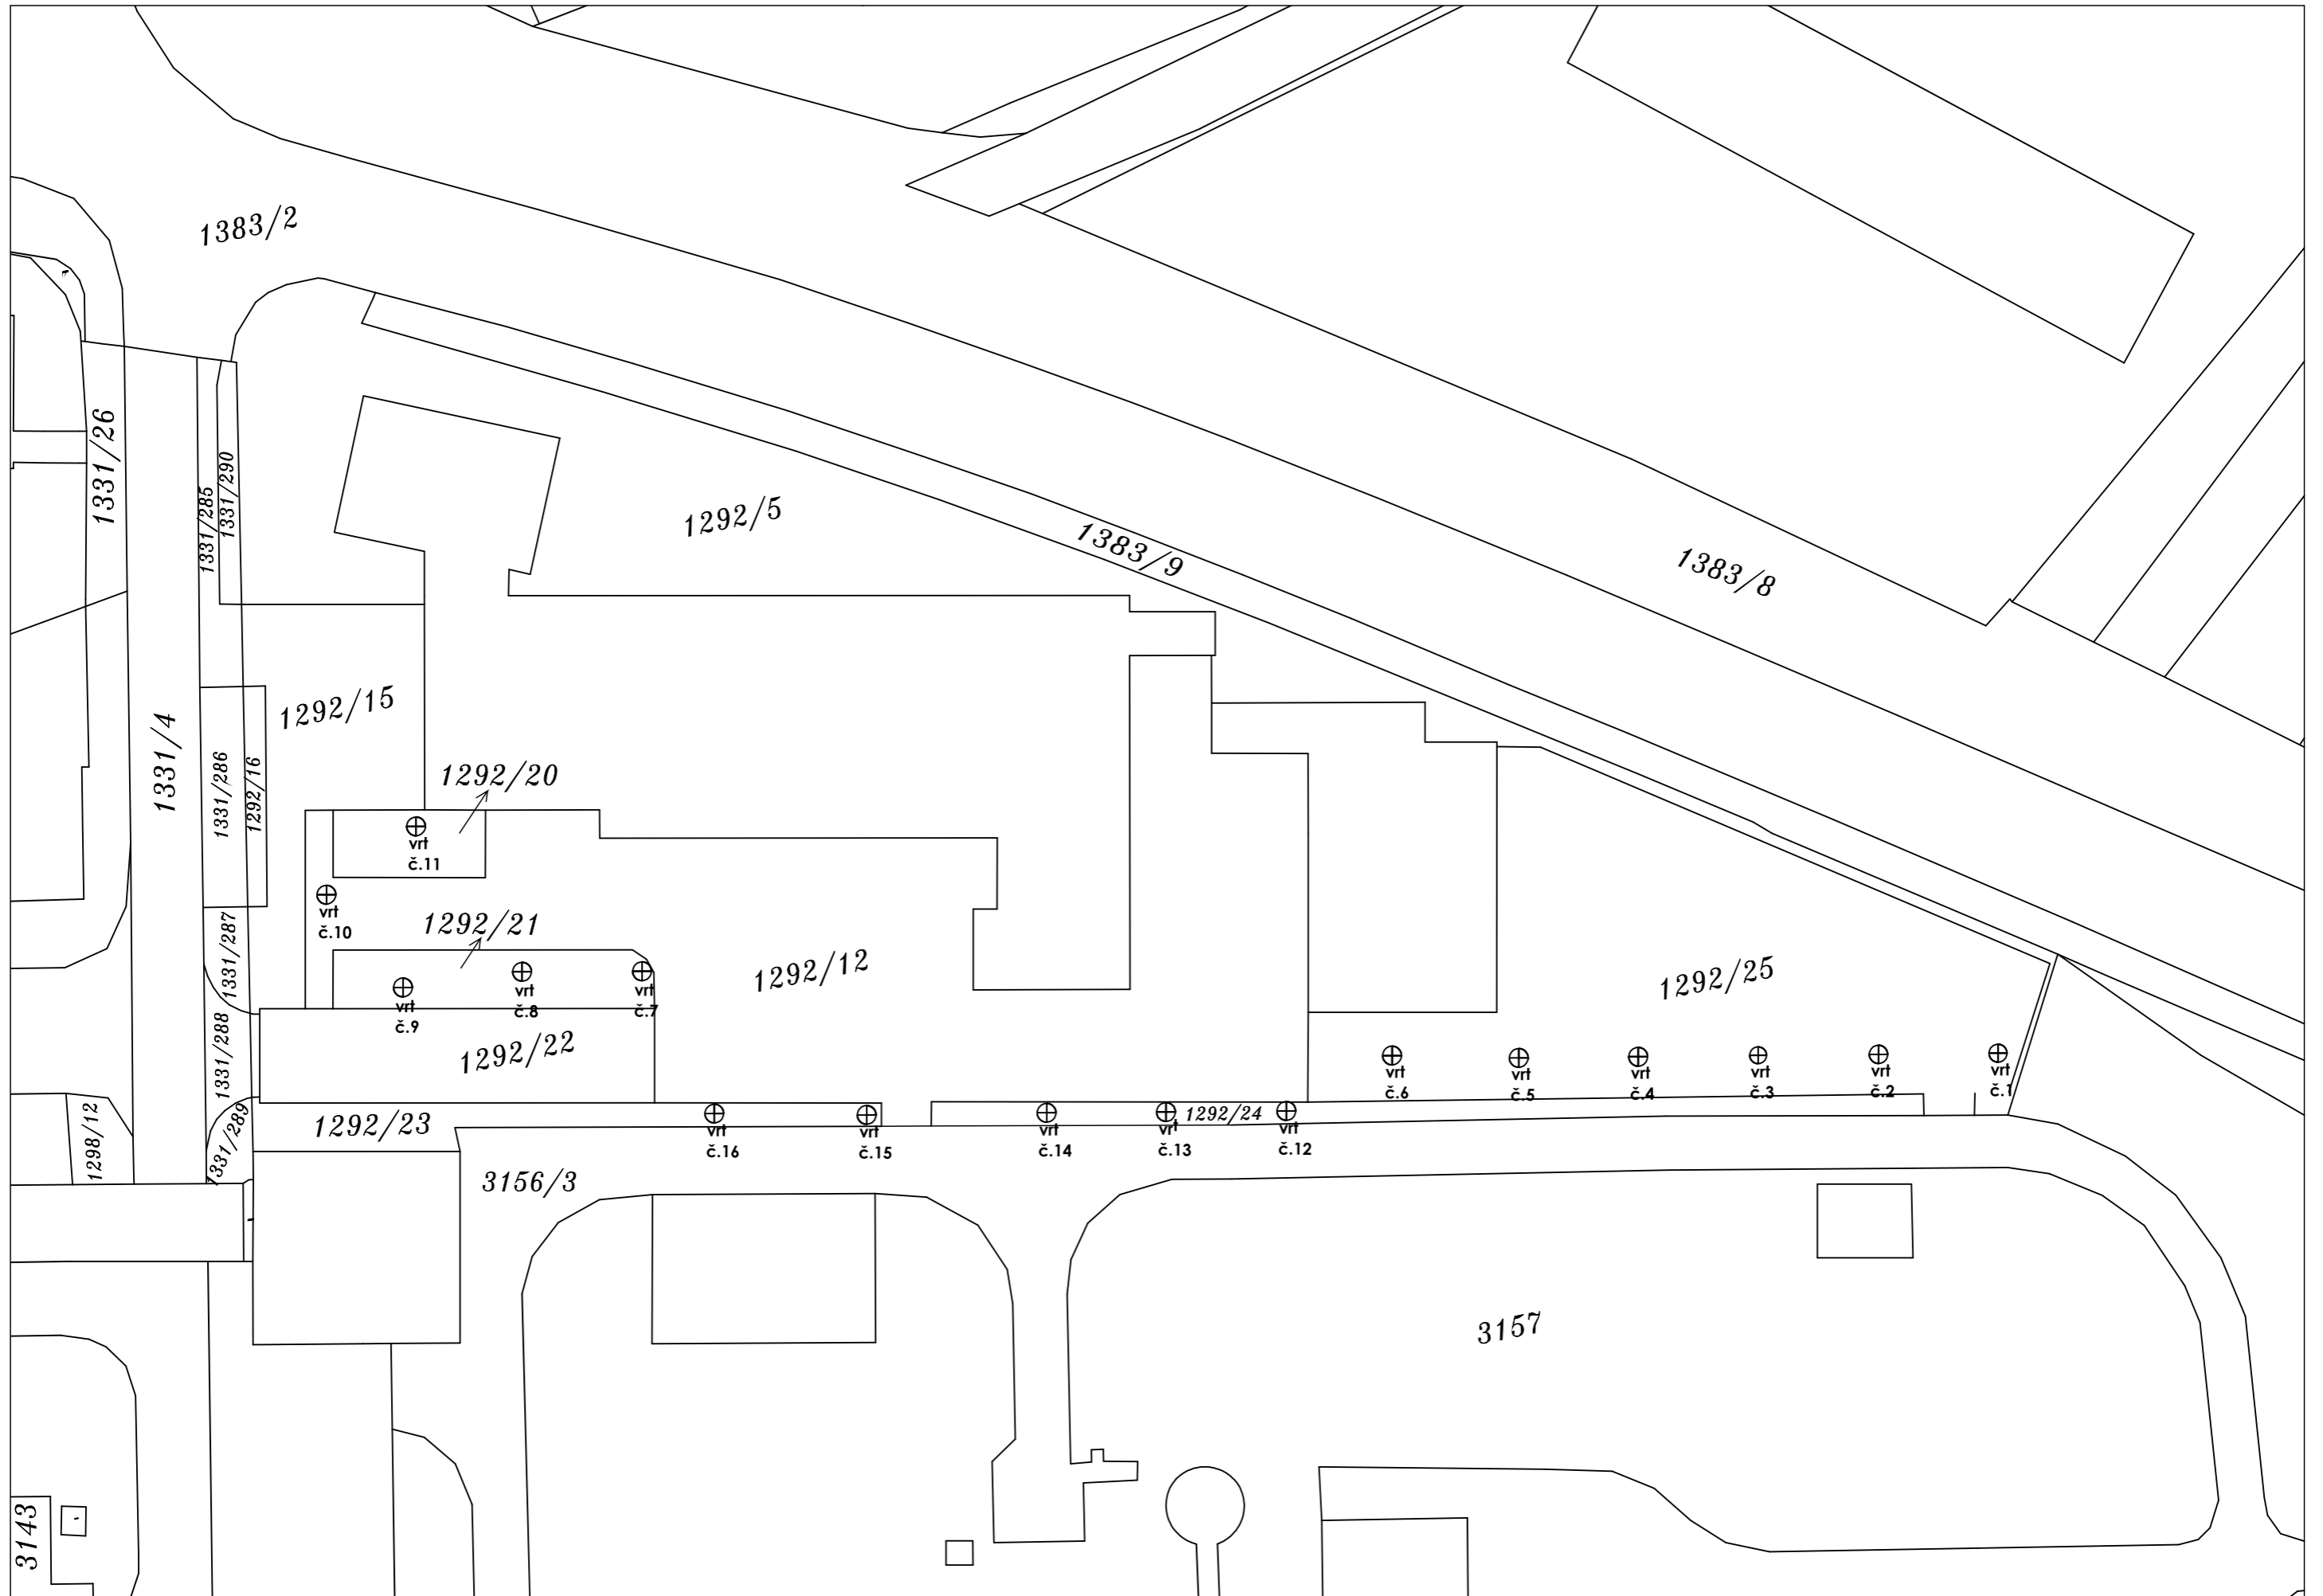 1383/2
1331/26
1331/285
1331/290
1292/5
1383/9
1383/8
1292/15
1331/4
1331/286
1292/16
1292/20
vrt
č.11
vrt
č.10
1292/21
1331/287
vrt
č.9
vrt
č.8
vrt
č.7
1292/12
1292/25
1331/288
1292/22
vrt
č.6
vrt
č.5
vrt
č.4
vrt
č.3
vrt
č.2
vrt
č.1
1298/12
1331/289
1292/23
vrt
č.16
vrt
č.15
vrt
č.14
vrt
č.13
1292/24
vrt
č.12
3156/3
3157
3143